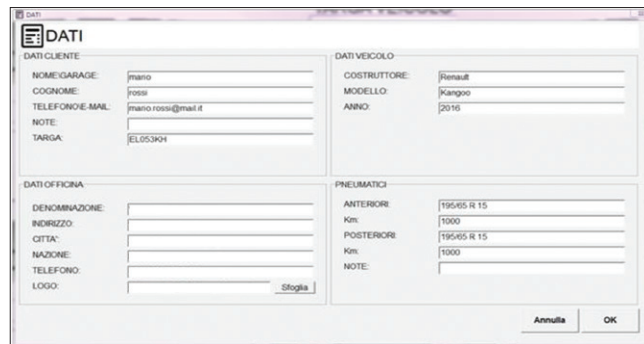 DATI
DATI
DATI CLIENTE
NOME\GARAGE: mario
COGNOME: rossi
TELEFONO\E-MAIL: mario.rossi@mail.it
NOTE:
TARGA: EL053KH
DATI VEICOLO
COSTRUTTORE: Renault
MODELLO: Kangoo
ANNO: 2016
DATI OFFICINA
DENOMINAZIONE:
INDIRIZZO:
CITTA':
NAZIONE:
TELEFONO:
LOGO: Sfoglia
PNEUMATICI
ANTERIORI: 195/65 R 15
Km: 1000
POSTERIORI: 195/65 R 15
Km: 1000
NOTE:
Annulla OK